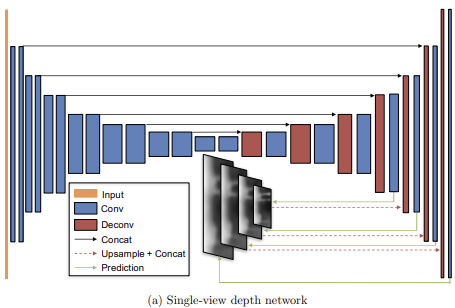 Input
Conv
Deconv
Concat
Upsample + Concat
Prediction
(a) Single-view depth network